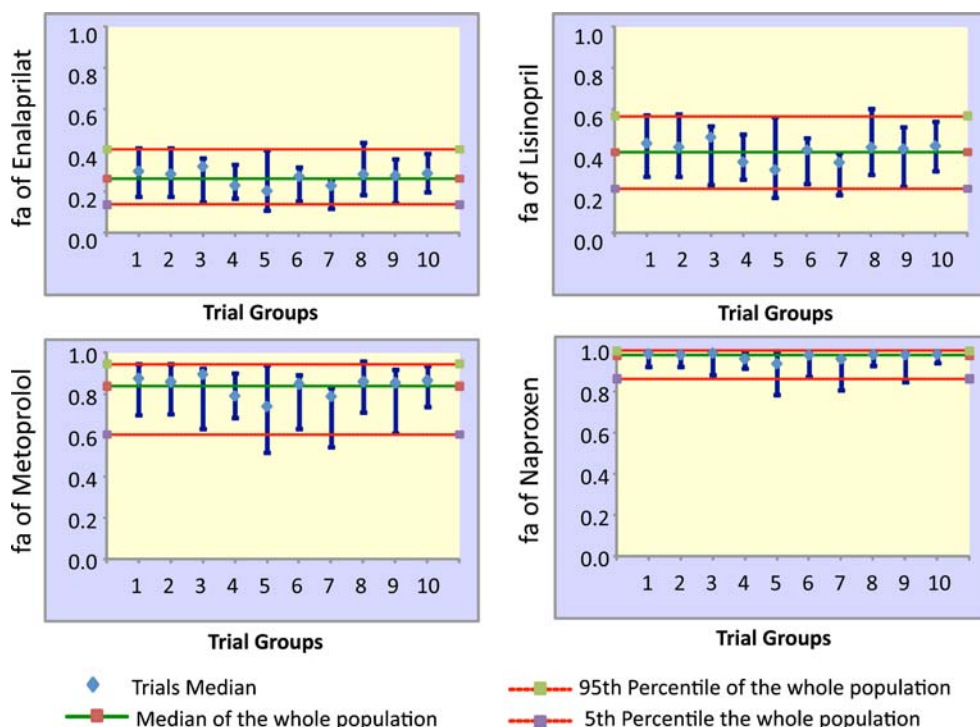 fa of Enalaprilat
1.0
0.8
0.6
0.4
0.2
0.0
1 2 3 4 5 6 7 8 9 10
Trial Groups
fa of Lisinopril
1.0
0.8
0.6
0.4
0.2
0.0
1 2 3 4 5 6 7 8 9 10
Trial Groups
fa of Metoprolol
1.0
0.8
0.6
0.4
0.2
0.0
1 2 3 4 5 6 7 8 9 10
Trial Groups
fa of Naproxen
1.0
0.8
0.6
0.4
0.2
0.0
1 2 3 4 5 6 7 8 9 10
Trial Groups
Trials Median
Median of the whole population
95th Percentile of the whole population
5th Percentile the whole population